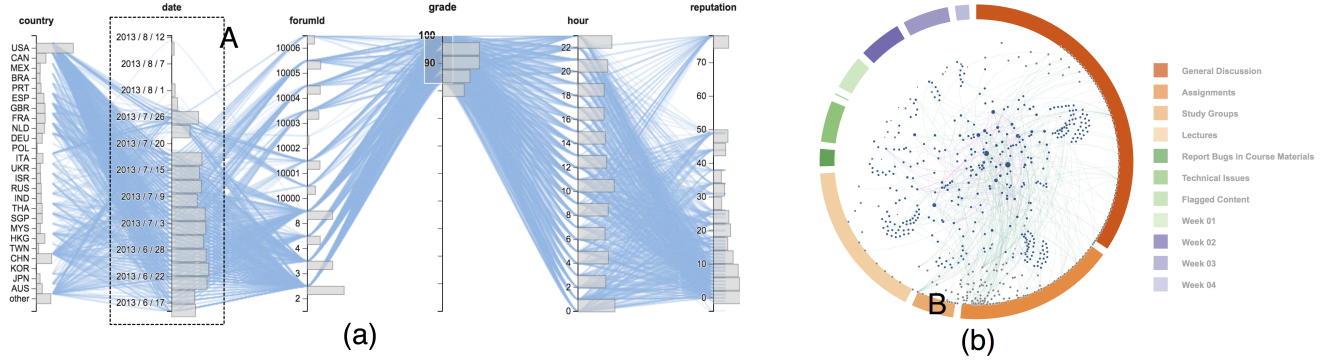 country
date
forumId
grade
hour
reputation
A
USA
CAN
MEX
BRA
PRT
ESP
GBR
FRA
NLD
DEU
POL
ITA
UKR
ISR
RUS
IND
THA
SGP
MYS
HKG
TWN
CHN
KOR
JPN
AUS
other
2013 / 8 / 12
2013 / 8 / 7
2013 / 8 / 1
2013 / 7 / 26
2013 / 7 / 20
2013 / 7 / 15
2013 / 7 / 9
2013 / 7 / 3
2013 / 6 / 28
2013 / 6 / 22
2013 / 6 / 17
10006
10005
10004
10003
10002
10001
10000
8
4
3
2
100
90
22
20
18
16
14
12
10
8
6
4
2
0
70
60
50
40
30
20
10
0
(a)
B
(b)
General Discussion
Assignments
Study Groups
Lectures
Report Bugs in Course Materials
Technical Issues
Flagged Content
Week 01
Week 02
Week 03
Week 04